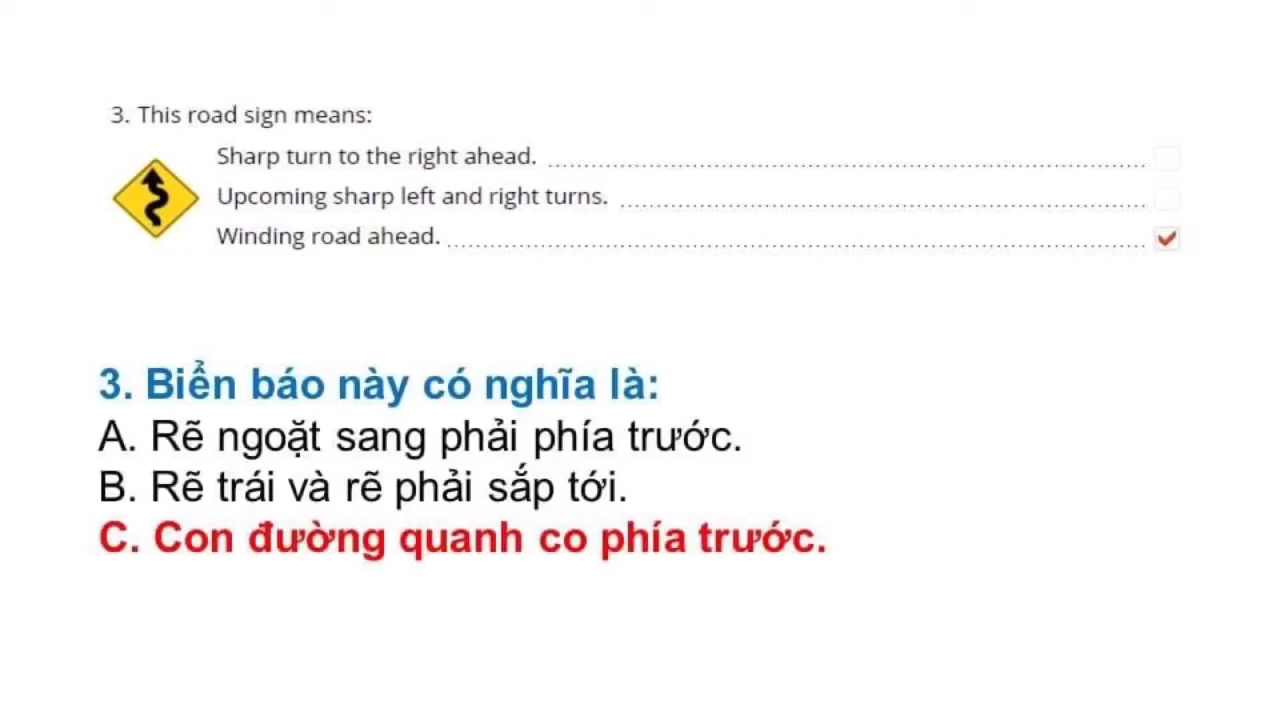 3. This road sign means:
Sharp turn to the right ahead.
Upcoming sharp left and right turns.
Winding road ahead.
3. Biển báo này có nghĩa là:
A. Rẽ ngoặt sang phải phía trước.
B. Rẽ trái và rẽ phải sắp tới.
C. Con đường quanh co phía trước.